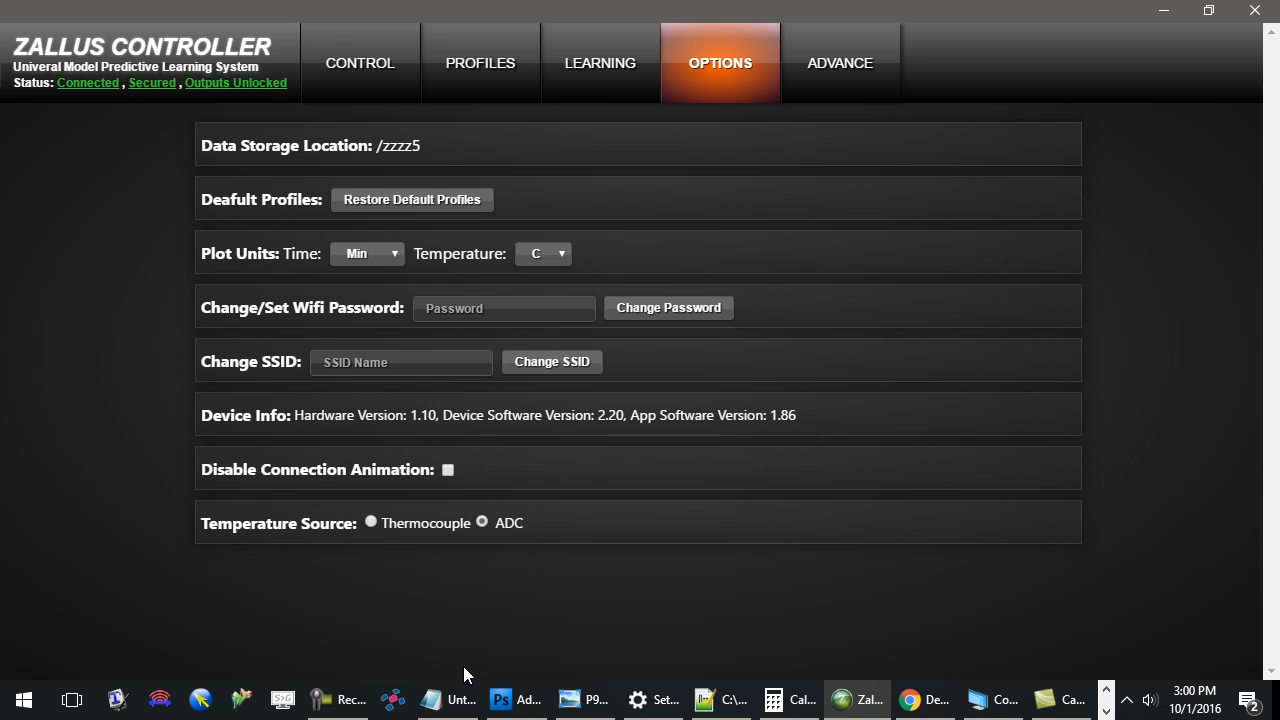 ZALLUS CONTROLLER
Univeral Model Predictive Learning System
Status: Connected , Secured , Outputs Unlocked
CONTROL
PROFILES
LEARNING
OPTIONS
ADVANCE
Data Storage Location: /zzzz5
Deafult Profiles: Restore Default Profiles
Plot Units: Time: Min Temperature: C
Change/Set Wifi Password: Password Change Password
Change SSID: SSID Name Change SSID
Device Info: Hardware Version: 1.10, Device Software Version: 2.20, App Software Version: 1.86
Disable Connection Animation:
Temperature Source: Thermocouple ADC
Rec...
Unt...
Ps Ad...
P9...
Set...
C:\...
Cal...
Zal...
De...
Co...
Ca...
3:00 PM
10/1/2016
2